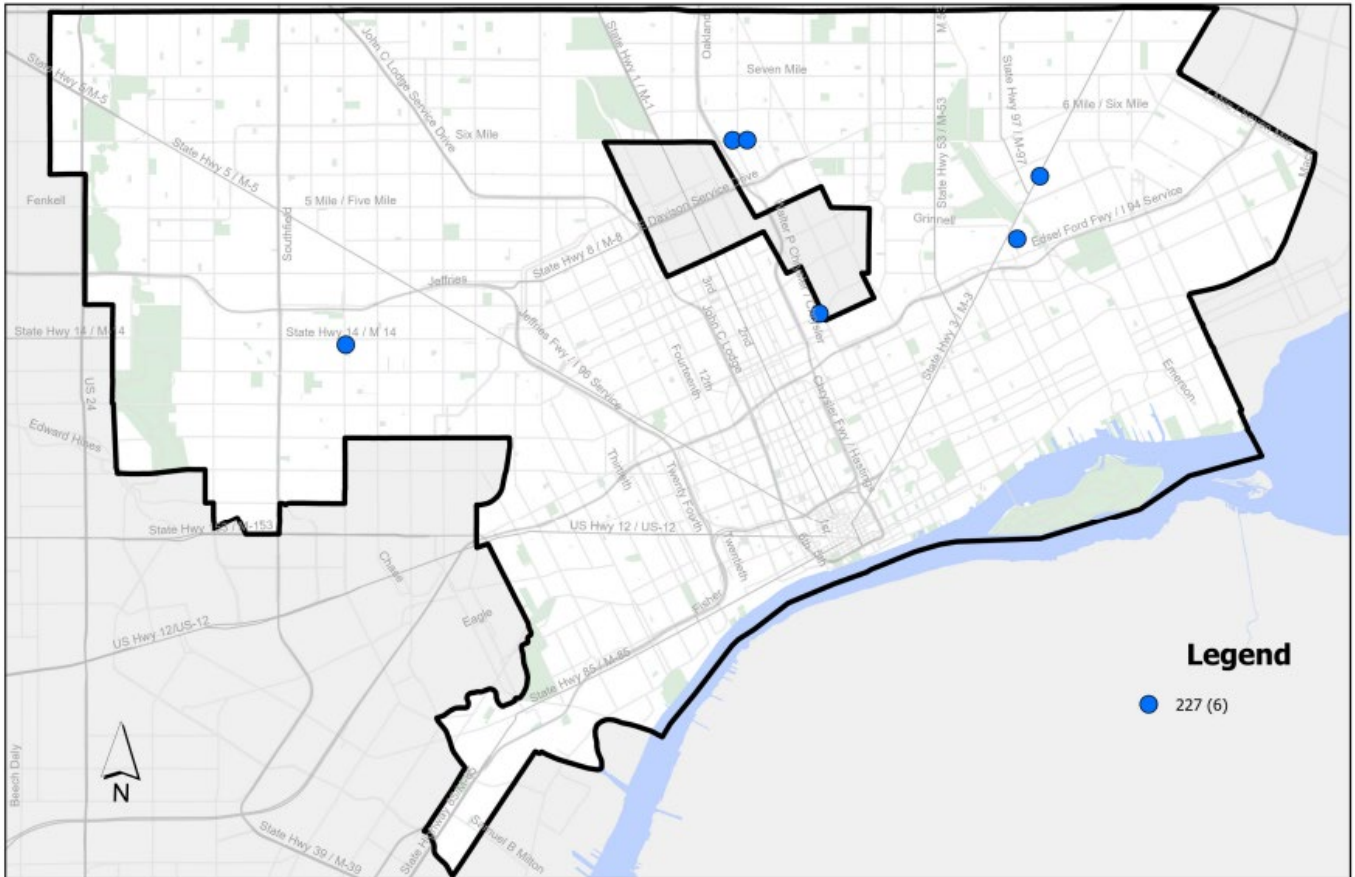 M 53
Oakland
State Hwy 1 / M-1
John C Lodge Service Drive
State Hwy 5/M-5
Seven Mile
State Hwy 97 / M-97
6 Mile / Six Mile
State Hwy 53 / M-53
Six Mile
State Hwy 5 / M-5
Davison Service Drive
Fenkell
5 Mile / Five Mile
Southfield
Grinnell
Edsel Ford Fwy / I 94 Service
State Hwy 8 / M-8
Jeffries
3rd
John C Lodge
2nd
State Hwy 14 / M 14
Jeffries Fwy / I 96 Service
12th
Fourteenth
State Hwy 3 / M-3
Emerson
US 24
Chrysler Fwy / Hastings
Edward Hines
Thirtieth
Twenty Fourth
US Hwy 12 / US-12
1st
Twentieth
Chase
Fisher
Eagle
US Hwy 12/US-12
State Hwy 85 / M-85
Legend
227 (6)
N
Beech Daly
State Hwy 39 / M-39
Samuel B Milton